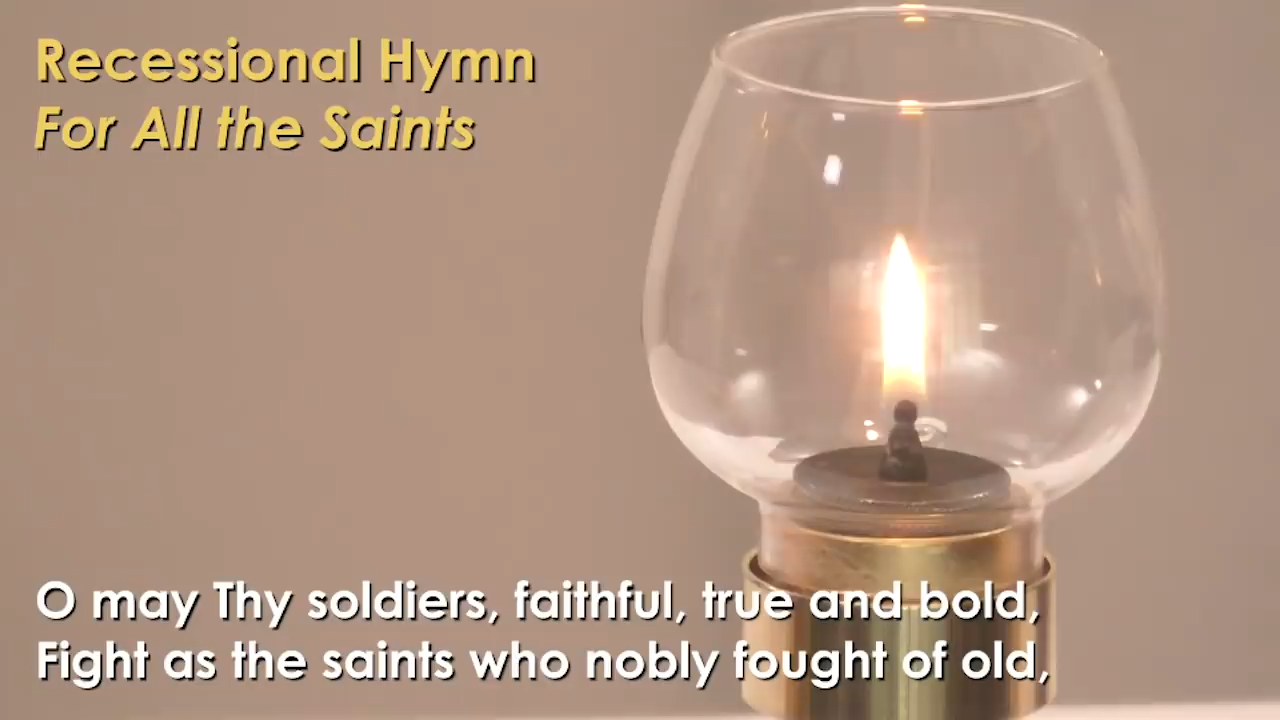 Recessional Hymn
For All the Saints
O may Thy soldiers, faithful, true and bold,
Fight as the saints who nobly fought of old,